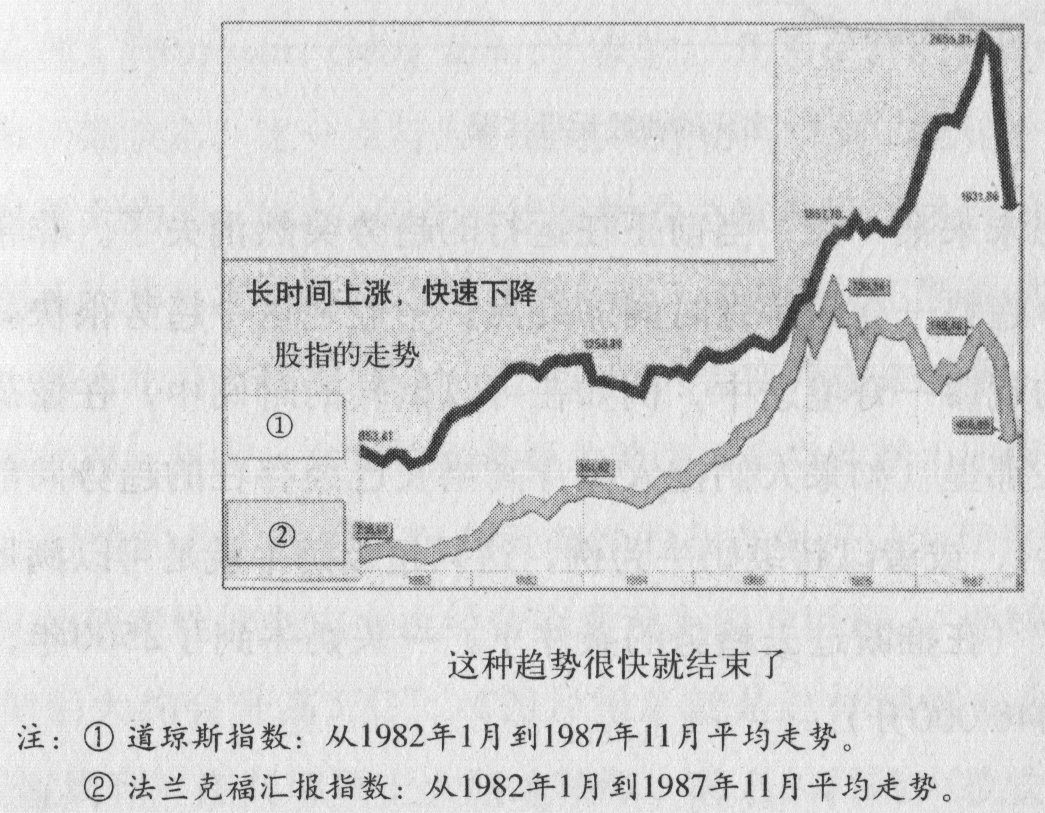 长时间上涨，快速下降
股指的走势
①
②
1258,89
1982
1987
这种趋势很快就结束了
注：① 道琼斯指数：从1982年1月到1987年11月平均走势。
② 法兰克福汇报指数：从1982年1月到1987年11月平均走势。